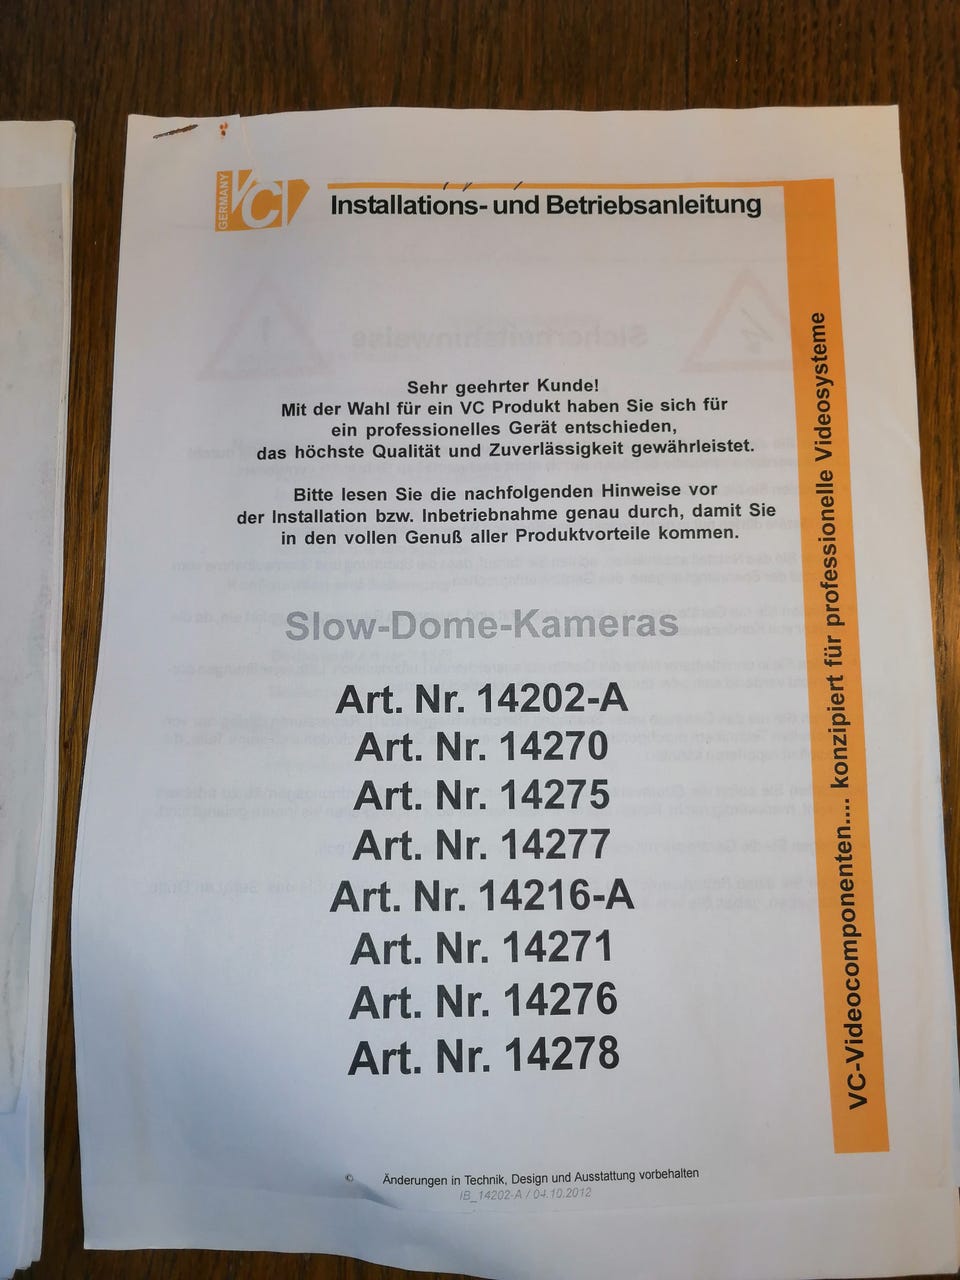 GERMANY
VC
Installations- und Betriebsanleitung
Sicherheitshinweise
Sehr geehrter Kunde!
Mit der Wahl für ein VC Produkt haben Sie sich für
ein professionelles Gerät entschieden,
das höchste Qualität und Zuverlässigkeit gewährleistet.
Bitte lesen Sie die nachfolgenden Hinweise vor
der Installation bzw. Inbetriebnahme genau durch, damit Sie
in den vollen Genuß aller Produktvorteile kommen.
Slow-Dome-Kameras
Art. Nr. 14202-A
Art. Nr. 14270
Art. Nr. 14275
Art. Nr. 14277
Art. Nr. 14216-A
Art. Nr. 14271
Art. Nr. 14276
Art. Nr. 14278
VC-Videocomponenten.... konzipiert für professionelle Videosysteme
© Änderungen in Technik, Design und Ausstattung vorbehalten
IB_14202-A / 04.10.2012